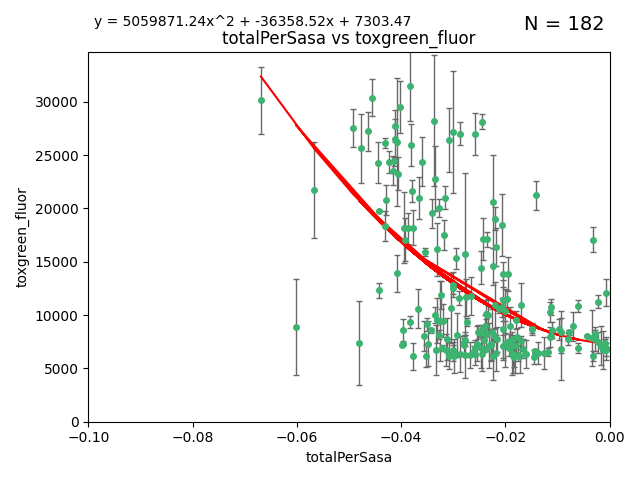 y = 5059871.24x^2 + -36358.52x + 7303.47
N = 182
totalPerSasa vs toxgreen_fluor
30000
25000
20000
15000
10000
5000
0
toxgreen_fluor
−0.10 −0.08 −0.06 −0.04 −0.02 0.00
totalPerSasa